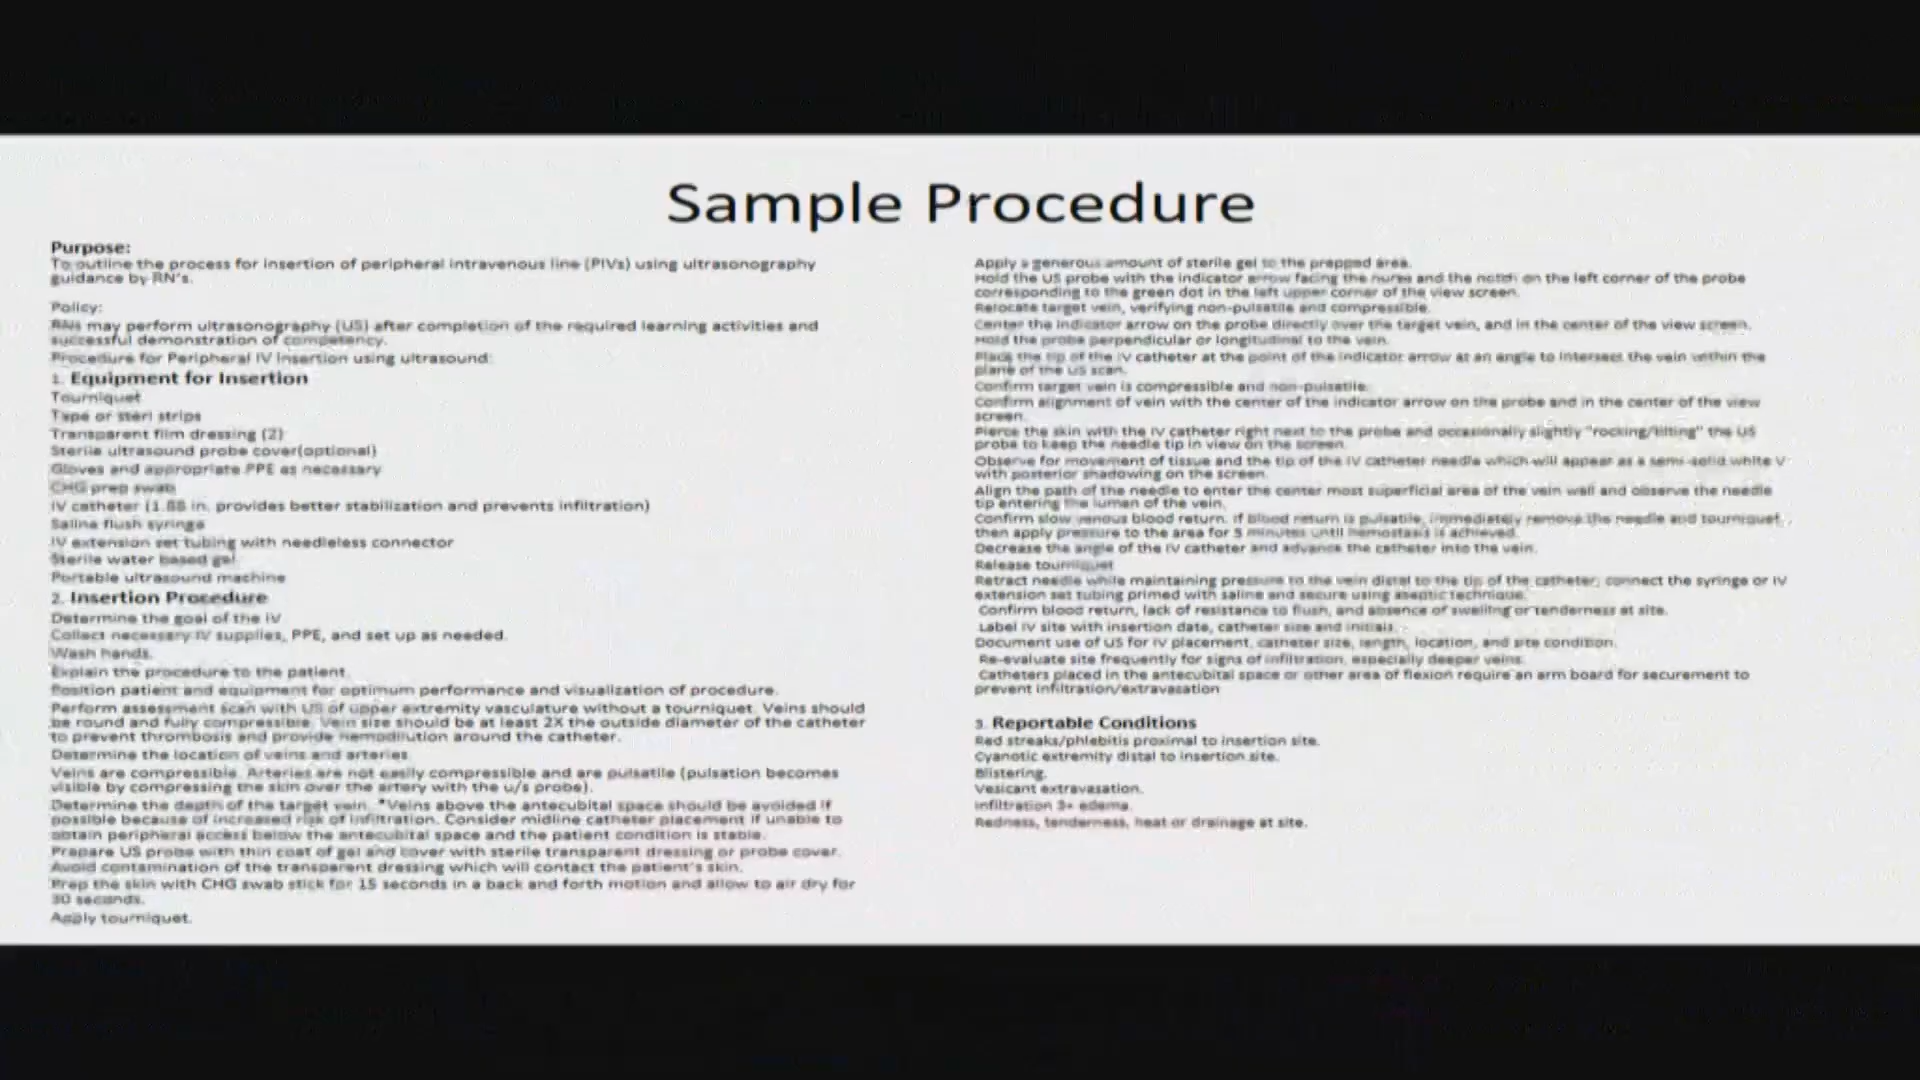 Sample Procedure
Purpose:
To outline the process for insertion of peripheral intravenous line (PIVs) using ultrasonography
guidance by RN's.
Policy:
RNs may perform ultrasonography (US) after completion of the required learning activities and
successful demonstration of competency.
Procedure for Peripheral IV Insertion using ultrasound:
1. Equipment for Insertion
Tourniquet
Tape or steri strips
Transparent film dressing (2)
Sterile ultrasound probe cover(optional)
Gloves and appropriate PPE as necessary
CHG prep swab
IV catheter (1.88 in. provides better stabilization and prevents infiltration)
Saline flush syringe
IV extension set tubing with needleless connector
Sterile water based gel
Portable ultrasound machine
2. Insertion Procedure
Determine the goal of the IV
Collect necessary IV supplies, PPE, and set up as needed.
Wash hands.
Explain the procedure to the patient.
Position patient and equipment for optimum performance and visualization of procedure.
Perform assessment scan with US of upper extremity vasculature without a tourniquet. Veins should
be round and fully compressible. Vein size should be at least 2X the outside diameter of the catheter
to prevent thrombosis and provide hemodilution around the catheter.
Determine the location of veins and arteries.
Veins are compressible. Arteries are not easily compressible and are pulsatile (pulsation becomes
visible by compressing the skin over the artery with the u/s probe).
Determine the depth of the target vein. *Veins above the antecubital space should be avoided if
possible because of increased risk of infiltration. Consider midline catheter placement if unable to
obtain peripheral access below the antecubital space and the patient condition is stable.
Prepare US probe with thin coat of gel and cover with sterile transparent dressing or probe cover.
Avoid contamination of the transparent dressing which will contact the patient's skin.
Prep the skin with CHG swab stick for 15 seconds in a back and forth motion and allow to air dry for
30 seconds.
Apply tourniquet.
Apply a generous amount of sterile gel to the prepped area.
Hold the US probe with the indicator arrow facing the nurse and the notch on the left corner of the probe
corresponding to the green dot in the left upper corner of the view screen.
Relocate target vein, verifying non-pulsatile and compressible.
Center the indicator arrow on the probe directly over the target vein, and in the center of the view screen.
Hold the probe perpendicular or longitudinal to the vein.
Place the tip of the IV catheter at the point of the indicator arrow at an angle to intersect the vein within the
plane of the US scan.
Confirm target vein is compressible and non-pulsatile.
Confirm alignment of vein with the center of the indicator arrow on the probe and in the center of the view
screen.
Pierce the skin with the IV catheter right next to the probe and occasionally slightly "rocking/tilting" the US
probe to keep the needle tip in view on the screen.
Observe for movement of tissue and the tip of the IV catheter needle which will appear as a semi-solid white V
with posterior shadowing on the screen.
Align the path of the needle to enter the center most superficial area of the vein wall and observe the needle
tip entering the lumen of the vein.
Confirm slow venous blood return. If blood return is pulsatile, immediately remove the needle and tourniquet,
then apply pressure to the area for 5 minutes until hemostasis is achieved.
Decrease the angle of the IV catheter and advance the catheter into the vein.
Release tourniquet
Retract needle while maintaining pressure to the vein distal to the tip of the catheter; connect the syringe or IV
extension set tubing primed with saline and secure using aseptic technique.
Confirm blood return, lack of resistance to flush, and absence of swelling or tenderness at site.
Label IV site with insertion date, catheter size and initials.
Document use of US for IV placement, catheter size, length, location, and site condition.
Re-evaluate site frequently for signs of infiltration, especially deeper veins.
Catheters placed in the antecubital space or other area of flexion require an arm board for securement to
prevent infiltration/extravasation
3. Reportable Conditions
Red streaks/phlebitis proximal to insertion site.
Cyanotic extremity distal to insertion site.
Blistering.
Vesicant extravasation.
Infiltration 3+ edema.
Redness, tenderness, heat or drainage at site.